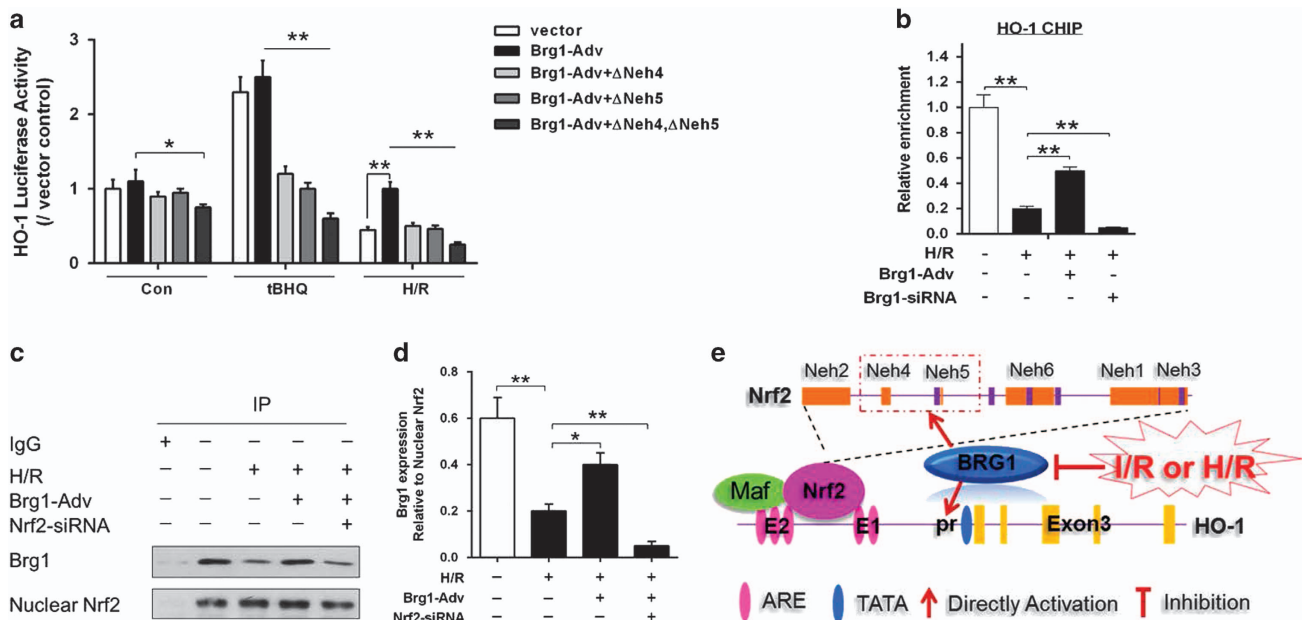 a
HO-1 Luciferase Activity
(/ vector control)
3
2
1
0
*
**
**
**
Con
tBHQ
H/R
vector
Brg1-Adv
Brg1-Adv+ΔNeh4
Brg1-Adv+ΔNeh5
Brg1-Adv+ΔNeh4,ΔNeh5
b
HO-1 CHIP
Relative enrichment
1.4
1.2
1.0
0.8
0.6
0.4
0.2
0.0
**
**
**
H/R - + + +
Brg1-Adv - - + -
Brg1-siRNA - - - +
c
IP
IgG + – – – –
H/R – – + + +
Brg1-Adv – – – + +
Nrf2-siRNA – – – – +
Brg1
Nuclear Nrf2
d
Brg1 expression
Relative to Nuclear Nrf2
0.8
0.6
0.4
0.2
0.0
**
**
*
H/R – + + +
Brg1-Adv – – + +
Nrf2-siRNA – – – +
e
Neh2 Neh4 Neh5 Neh6 Neh1 Neh3
Nrf2
BRG1
I/R or H/R
Maf
Nrf2
E2
E1
pr
Exon3
HO-1
ARE
TATA
Directly Activation
Inhibition